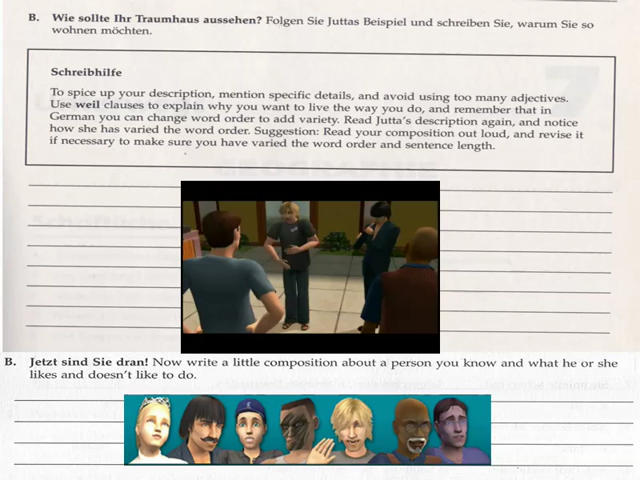 B. Wie sollte Ihr Traumhaus aussehen? Folgen Sie Juttas Beispiel und schreiben Sie, warum Sie so
wohnen möchten.
Schreibhilfe
To spice up your description, mention specific details, and avoid using too many adjectives.
Use weil clauses to explain why you want to live the way you do, and remember that in
German you can change word order to add variety. Read Jutta's description again, and notice
how she has varied the word order. Suggestion: Read your composition out loud, and revise it
if necessary to make sure you have varied the word order and sentence length.
B. Jetzt sind Sie dran! Now write a little composition about a person you know and what he or she
likes and doesn't like to do.